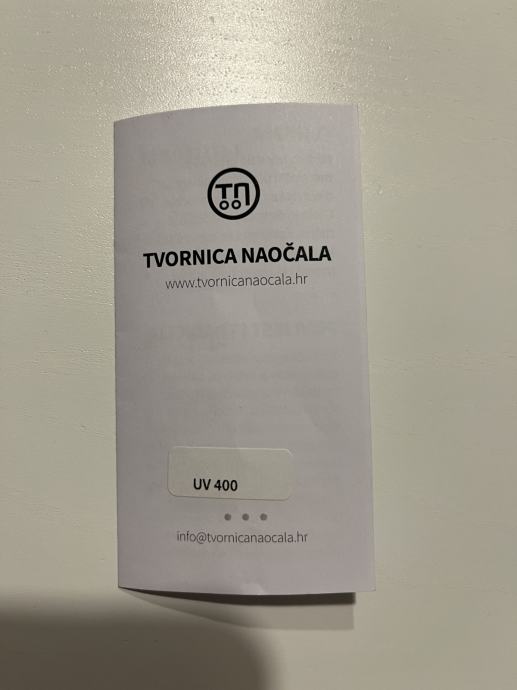 TVORNICA NAOČALA
www.tvornicanaocala.hr
UV 400
info@tvornicanaocala.hr